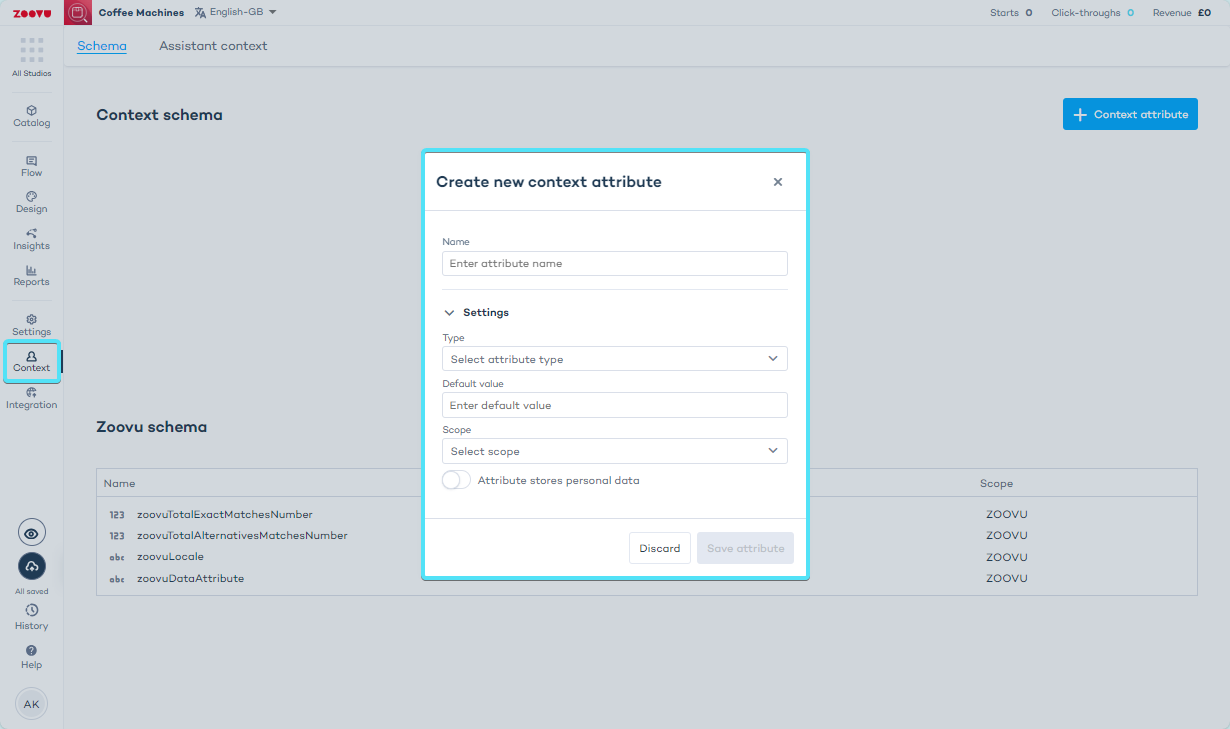 ZOOVU
Coffee Machines
English-GB
Starts 0
Click-throughs 0
Revenue £0
All Studios
Catalog
Flow
Design
Insights
Reports
Settings
Context
Integration
All saved
History
? Help
AK
Schema
Assistant context
Context schema
Context attribute
Create new context attribute
Name
Enter attribute name
Settings
Type
Select attribute type
Default value
Enter default value
Scope
Select scope
Attribute stores personal data
Discard
Save attribute
Zoovu schema
Name Scope
123 zoovuTotalExactMatchesNumber ZOOVU
123 zoovuTotalAlternativesMatchesNumber ZOOVU
abc zoovuLocale ZOOVU
abc zoovuDataAttribute ZOOVU